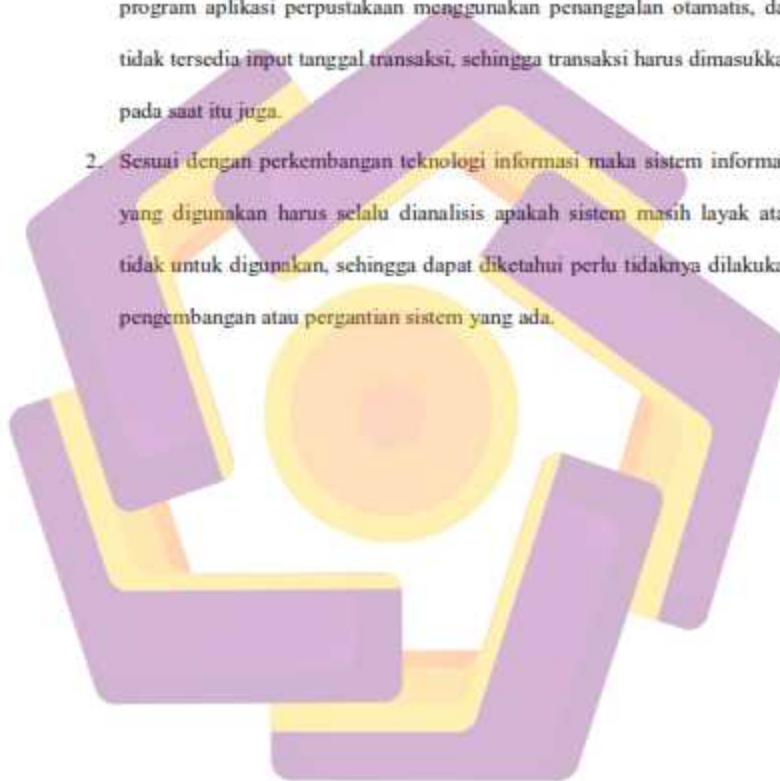 program aplikasi perpustakaan menggunakan penanggalan otamatis, da
tidak tersedia input tanggal transaksi, sehingga transaksi harus dimasukka
pada saat itu juga.
2. Sesuai dengan perkembangan teknologi informasi maka sistem informa
yang digunakan harus selalu dianalisis apakah sistem masih layak ata
tidak untuk digunakan, sehingga dapat diketahui perlu tidaknya dilakuka
pengembangan atau pergantian sistem yang ada.